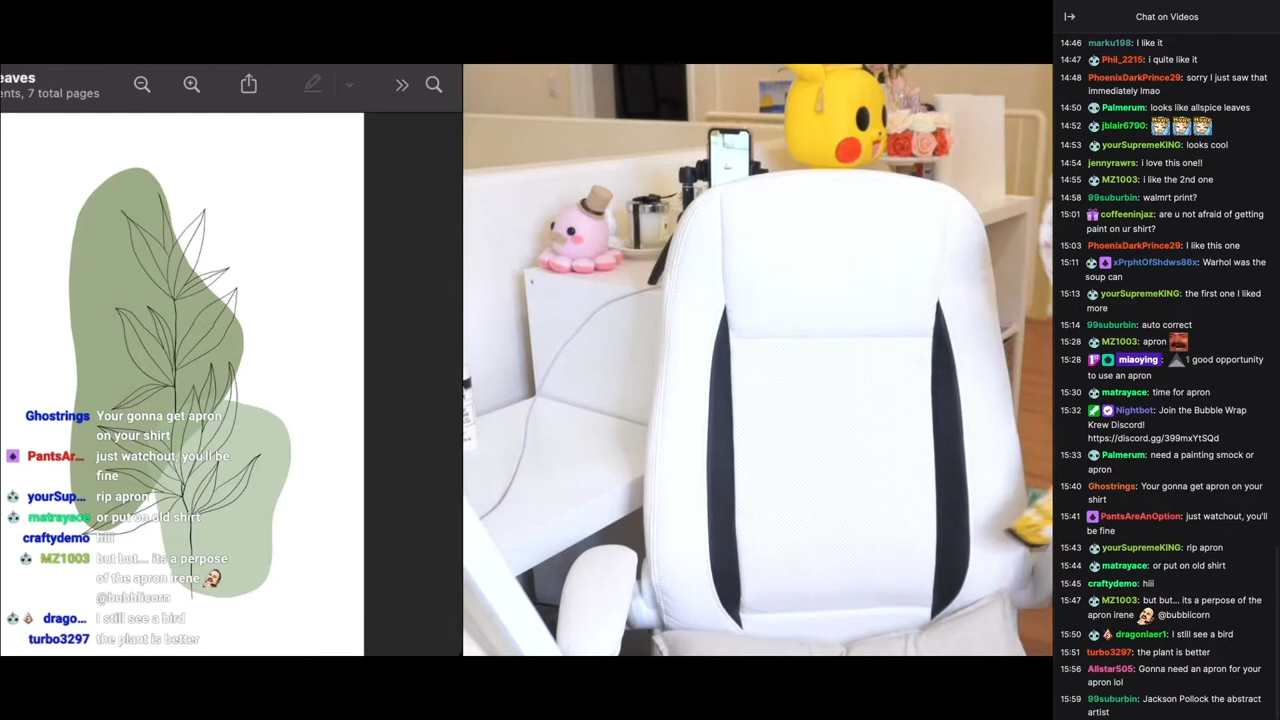 eaves
ents, 7 total pages
Ghostrings Your gonna get apron
on your shirt
PantsAr... just watchout, you'll be
fine
yourSup... rip apron
matrayace or put on old shirt
craftydemo hiii
MZ1003 but but... its a perpose
of the apron irene
@bubblicorn
drago... I still see a bird
turbo3297 the plant is better
Chat on Videos
14:46 marku198: I like it
14:47 Phil_2215: i quite like it
14:48 PhoenixDarkPrince29: sorry I just saw that
immediately lmao
14:50 Palmerum: looks like allspice leaves
14:52 jblair6790:
14:53 yourSupremeKING: looks cool
14:54 jennyrawrs: i love this one!!
14:55 MZ1003: i like the 2nd one
14:58 99suburbin: walmrt print?
15:01 coffeeninjaz: are u not afraid of getting
paint on ur shirt?
15:03 PhoenixDarkPrince29: I like this one
15:11 xPrphtOfShdws86x: Warhol was the
soup can
15:13 yourSupremeKING: the first one I liked
more
15:14 99suburbin: auto correct
15:28 MZ1003: apron
15:28 miaoying: 1 good opportunity
to use an apron
15:30 matrayace: time for apron
15:32 Nightbot: Join the Bubble Wrap
Krew Discord!
https://discord.gg/399mxYtSQd
15:33 Palmerum: need a painting smock or
apron
15:40 Ghostrings: Your gonna get apron on your
shirt
15:41 PantsAreAnOption: just watchout, you'll
be fine
15:43 yourSupremeKING: rip apron
15:44 matrayace: or put on old shirt
15:45 craftydemo: hiii
15:47 MZ1003: but but... its a perpose of the
apron irene @bubblicorn
15:50 dragonlaer1: I still see a bird
15:51 turbo3297: the plant is better
15:56 Allstar505: Gonna need an apron for your
apron lol
15:59 99suburbin: Jackson Pollock the abstract
artist